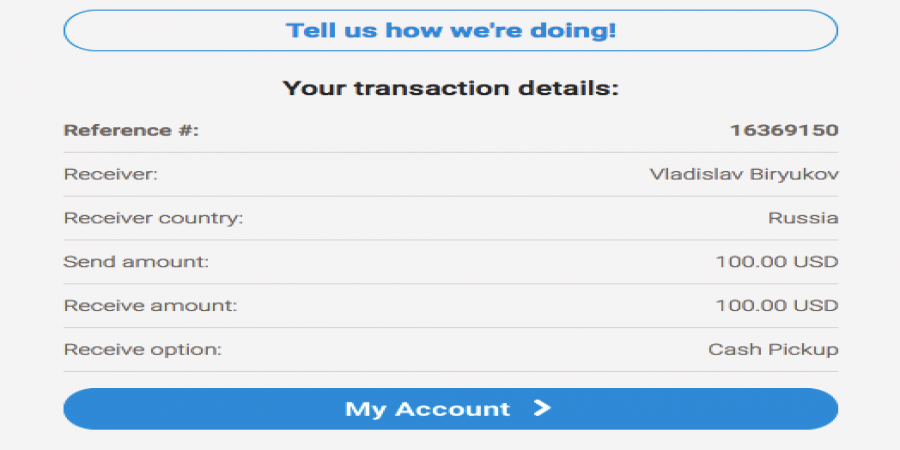 Tell us how we're doing!
Your transaction details:
Reference #: 16369150
Receiver: Vladislav Biryukov
Receiver country: Russia
Send amount: 100.00 USD
Receive amount: 100.00 USD
Receive option: Cash Pickup
My Account